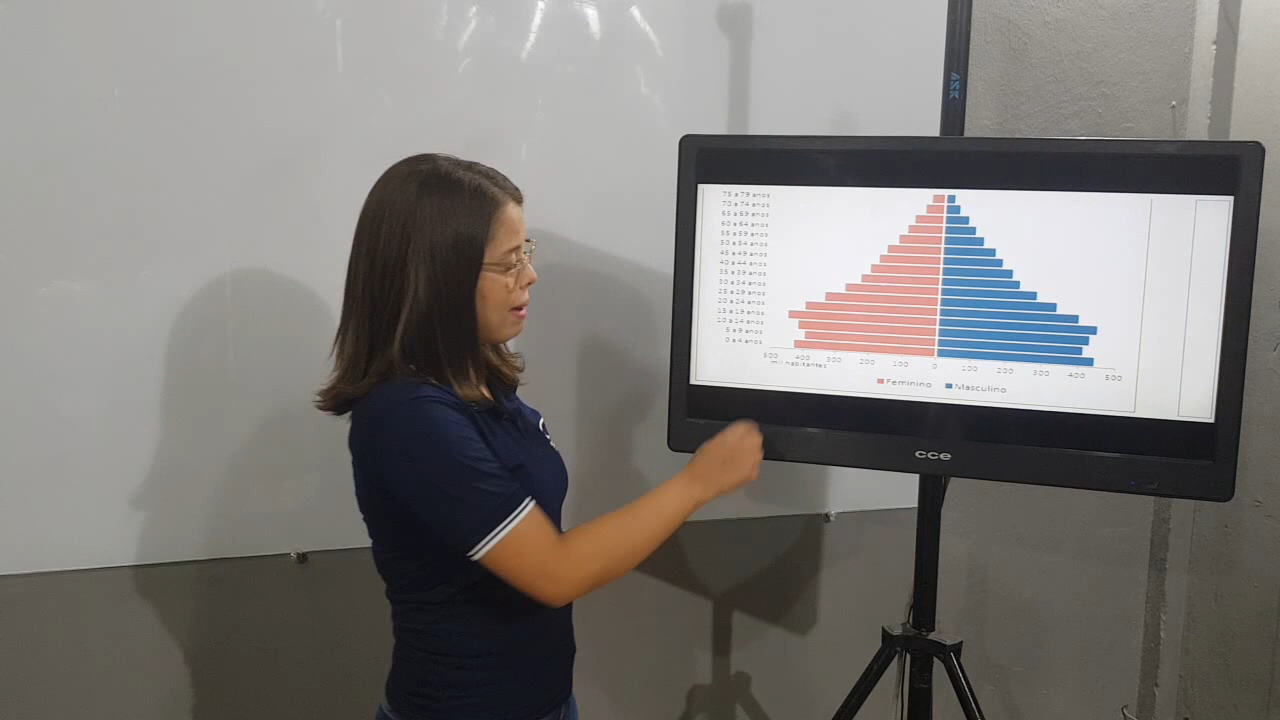 ASK
75 a 79 anos
70 a 74 anos
65 a 69 anos
60 a 64 anos
55 a 59 anos
50 a 54 anos
45 a 49 anos
40 a 44 anos
35 a 39 anos
30 a 34 anos
25 a 29 anos
20 a 24 anos
15 a 19 anos
10 a 14 anos
5 a 9 anos
0 a 4 anos
500 400 300 200 100 0 100 200 300 400 500
mil habitantes
Feminino Masculino
cce